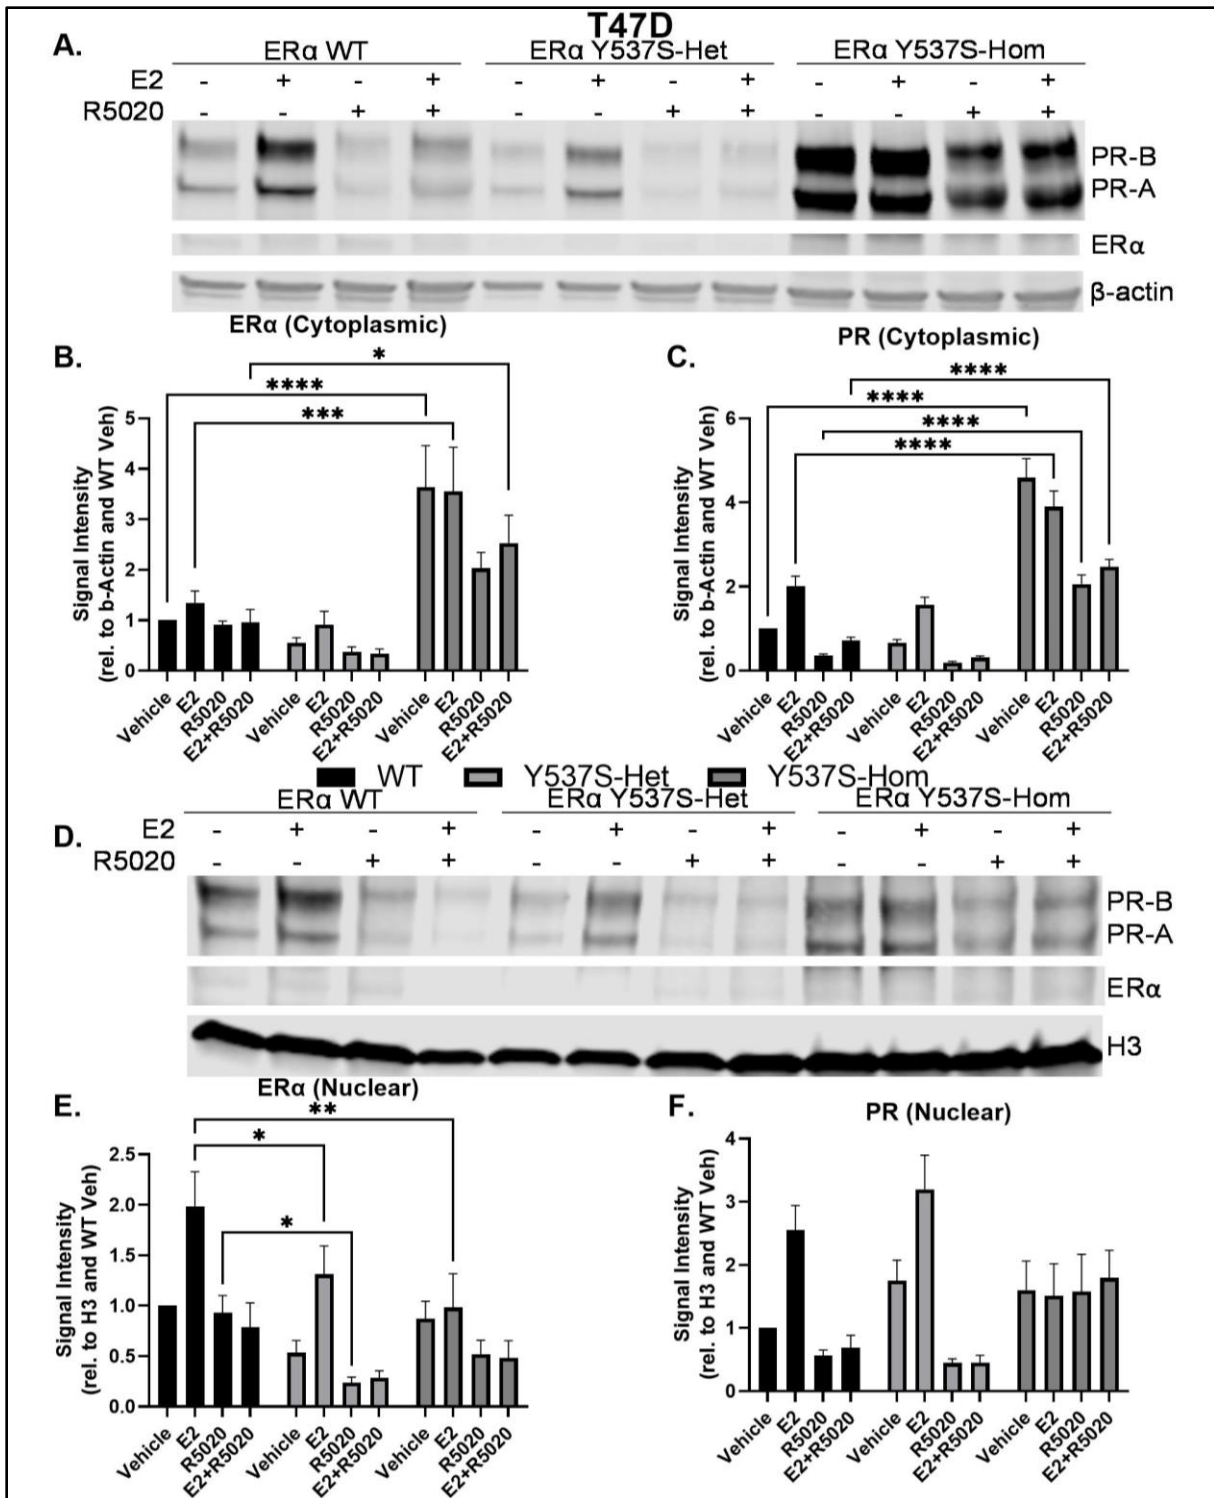 T47D
A.
ERα WT ERα Y537S-Het ERα Y537S-Hom
E2 - + - + - + - + - + - +
R5020 - - + + - - + + - - + +
PR-B
PR-A
ERα
β-actin
B.
ERα (Cytoplasmic)
Signal Intensity
(rel. to b-Actin and WT Veh)
5
4
3
2
1
0
*
****
***
Vehicle E2 R5020 E2+R5020 Vehicle E2 R5020 E2+R5020 Vehicle E2 R5020 E2+R5020
C.
PR (Cytoplasmic)
Signal Intensity
(rel. to b-Actin and WT Veh)
6
4
2
0
****
****
****
****
Vehicle E2 R5020 E2+R5020 Vehicle E2 R5020 E2+R5020 Vehicle E2 R5020 E2+R5020
WT Y537S-Het Y537S-Hom
D.
ERα WT ERα Y537S-Het ERα Y537S-Hom
E2 - + - + - + - + - + - +
R5020 - - + + - - + + - - + +
PR-B
PR-A
ERα
H3
E.
ERα (Nuclear)
Signal Intensity
(rel. to H3 and WT Veh)
2.5
2.0
1.5
1.0
0.5
0.0
**
*
*
Vehicle E2 R5020 E2+R5020 Vehicle E2 R5020 E2+R5020 Vehicle E2 R5020 E2+R5020
F.
PR (Nuclear)
Signal Intensity
(rel. to H3 and WT Veh)
4
3
2
1
0
Vehicle E2 R5020 E2+R5020 Vehicle E2 R5020 E2+R5020 Vehicle E2 R5020 E2+R5020